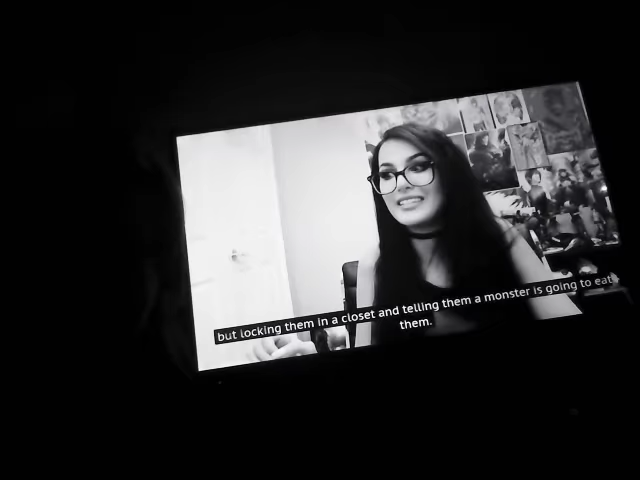 but locking them in a closet and telling them a monster is going to eat
them.